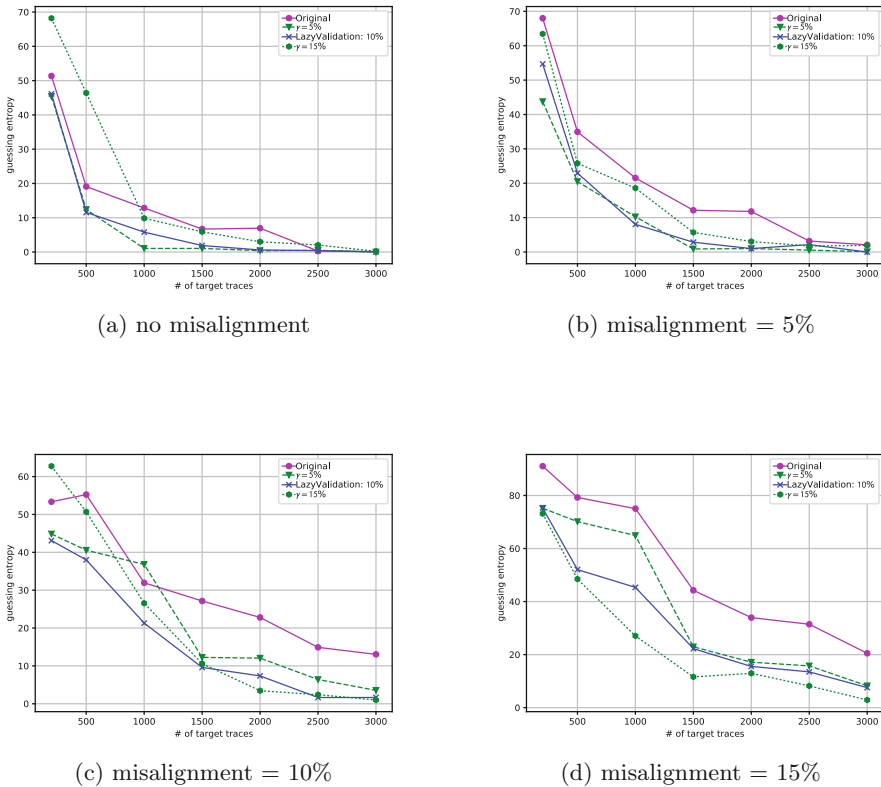 70
60
50
40
30
20
10
0
guessing entropy
Original
γ = 5%
LazyValidation: 10%
γ = 15%
500 1000 1500 2000 2500 3000
# of target traces
(a) no misalignment
70
60
50
40
30
20
10
0
guessing entropy
Original
γ = 5%
LazyValidation: 10%
γ = 15%
500 1000 1500 2000 2500 3000
# of target traces
(b) misalignment = 5%
60
50
40
30
20
10
0
guessing entropy
Original
γ = 5%
LazyValidation: 10%
γ = 15%
500 1000 1500 2000 2500 3000
# of target traces
(c) misalignment = 10%
80
60
40
20
0
guessing entropy
Original
γ = 5%
LazyValidation: 10%
γ = 15%
500 1000 1500 2000 2500 3000
# of target traces
(d) misalignment = 15%